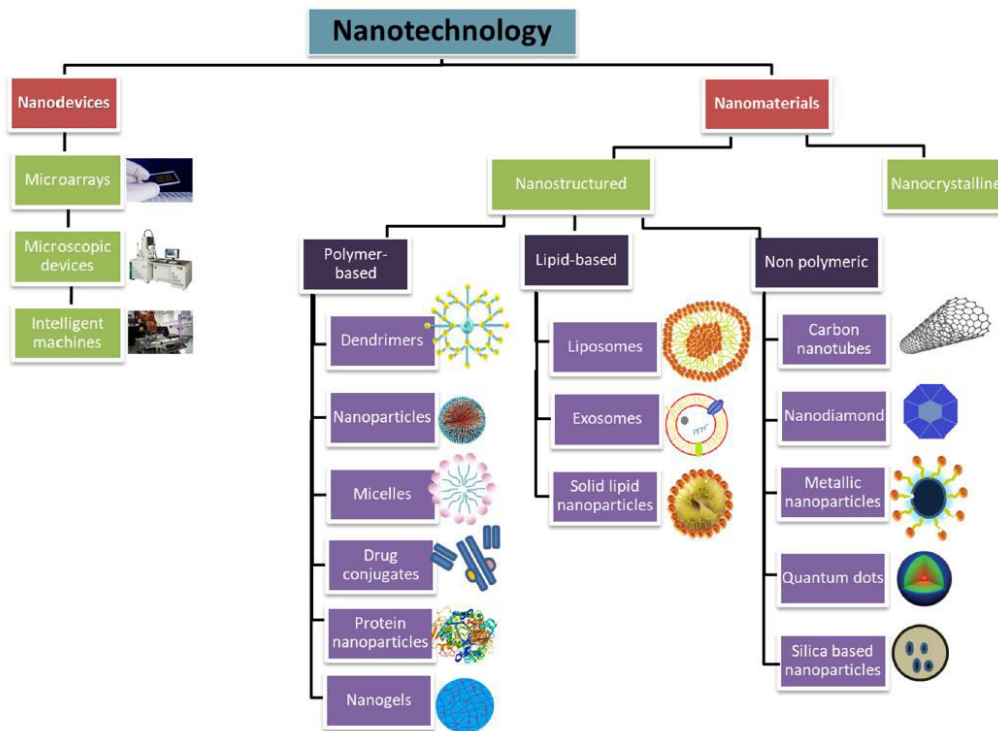 Nanotechnology
Nanodevices
Nanomaterials
Microarrays
Nanostructured
Nanocrystalline
Microscopic
devices
Intelligent
machines
Polymer-
based
Lipid-based
Non polymeric
Dendrimers
Nanoparticles
Micelles
Drug
conjugates
Protein
nanoparticles
Nanogels
Liposomes
Exosomes
Solid lipid
nanoparticles
Carbon
nanotubes
Nanodiamond
Metallic
nanoparticles
Quantum dots
Silica based
nanoparticles